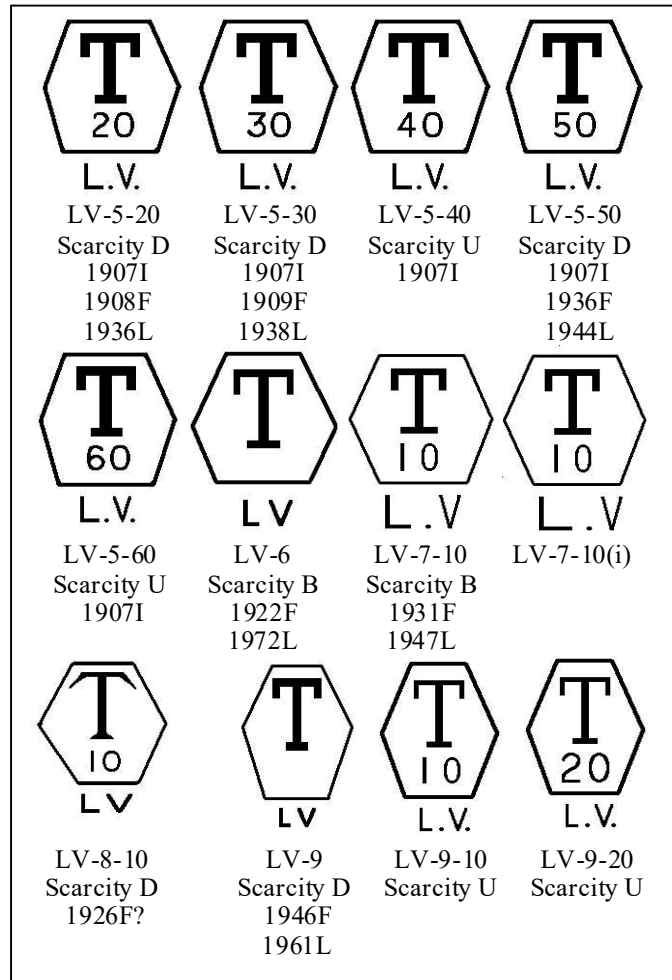 T T T T
20 30 40 50
L.V. L.V. L.V. L.V.
LV-5-20 LV-5-30 LV-5-40 LV-5-50
Scarcity D Scarcity D Scarcity U Scarcity D
1907I 1907I 1907I 1907I
1908F 1909F 1936F
1936L 1938L 1944L
T T T T
60 10 10
L.V. L V L.V L.V
LV-5-60 LV-6 LV-7-10 LV-7-10(i)
Scarcity U Scarcity B Scarcity B
1907I 1922F 1931F
1972L 1947L
T T T T
10 10 20
L V L V L.V. L.V.
LV-8-10 LV-9 LV-9-10 LV-9-20
Scarcity D Scarcity D Scarcity U Scarcity U
1926F? 1946F
1961L